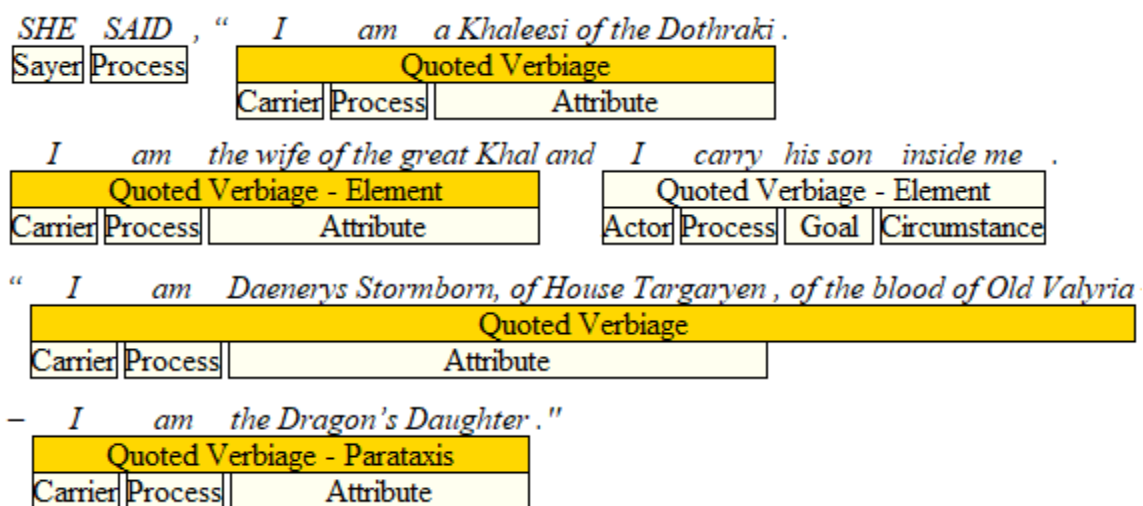 SHE SAID , “ I am a Khaleesi of the Dothraki .
Sayer Process Quoted Verbiage
Carrier Process Attribute
I am the wife of the great Khal and I carry his son inside me .
Quoted Verbiage - Element Quoted Verbiage - Element
Carrier Process Attribute Actor Process Goal Circumstance
“ I am Daenerys Stormborn, of House Targaryen , of the blood of Old Valyria
Quoted Verbiage
Carrier Process Attribute
– I am the Dragon’s Daughter ."
Quoted Verbiage - Parataxis
Carrier Process Attribute